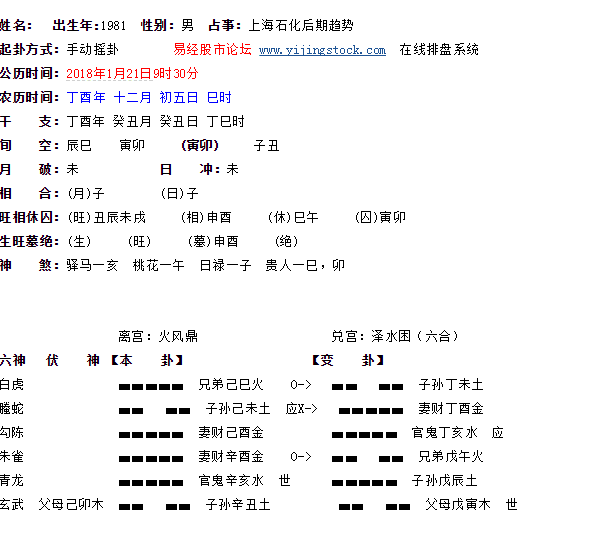 姓名： 出生年:1981 性别：男 占事：上海石化后期趋势
起卦方式：手动摇卦 易经股市论坛 www.yijingstock.com 在线排盘系统
公历时间：2018年1月21日9时30分
农历时间：丁酉年 十二月 初五日 巳时
干 支：丁酉年 癸丑月 癸丑日 丁巳时
旬 空：辰巳 寅卯 (寅卯) 子丑
月 破：未 日 冲：未
相 合：(月)子 (日)子
旺相休囚：(旺)丑辰未戌 (相)申酉 (休)巳午 (囚)寅卯
生旺墓绝：(生) (旺) (墓)申酉 (绝)
神 煞：驿马—亥 桃花—午 日禄—子 贵人—巳，卯
离宫：火风鼎 兑宫：泽水困（六合）
六神 伏 神 【本 卦】 【变 卦】
白虎 兄弟己巳火 O-> 子孙丁未土
螣蛇 子孙己未土 应X-> 妻财丁酉金
勾陈 妻财己酉金 官鬼丁亥水 应
朱雀 妻财辛酉金 O-> 兄弟戊午火
青龙 官鬼辛亥水 世 子孙戊辰土
玄武 父母己卯木 子孙辛丑土 父母戊寅木 世